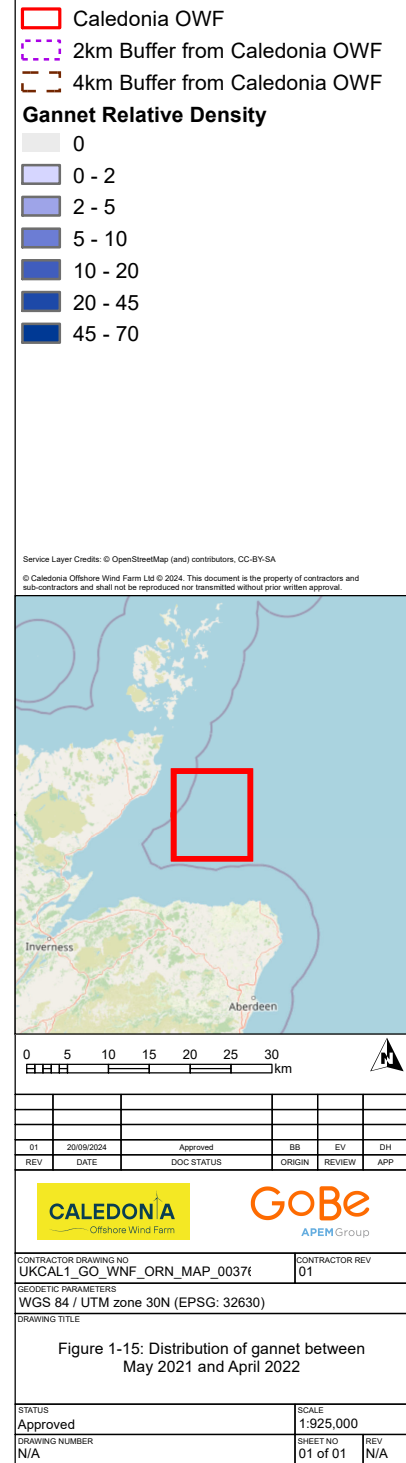 Caledonia OWF
2km Buffer from Caledonia OWF
4km Buffer from Caledonia OWF
Gannet Relative Density
0
0 - 2
2 - 5
5 - 10
10 - 20
20 - 45
45 - 70
Service Layer Credits: © OpenStreetMap (and) contributors, CC-BY-SA
© Caledonia Offshore Wind Farm Ltd © 2024. This document is the property of contractors and
sub-contractors and shall not be reproduced nor transmitted without prior written approval.
Inverness
Aberdeen
0 5 10 15 20 25 30
km
N
01 20/09/2024 Approved BB EV DH
REV DATE DOC STATUS ORIGIN REVIEW APP
CALEDONIA
Offshore Wind Farm
GoBe
APEMGroup
CONTRACTOR DRAWING NO CONTRACTOR REV
UKCAL1_GO_WNF_ORN_MAP_00376 01
GEODETIC PARAMETERS
WGS 84 / UTM zone 30N (EPSG: 32630)
DRAWING TITLE
Figure 1-15: Distribution of gannet between
May 2021 and April 2022
STATUS SCALE
Approved 1:925,000
DRAWING NUMBER SHEET NO REV
N/A 01 of 01 N/A